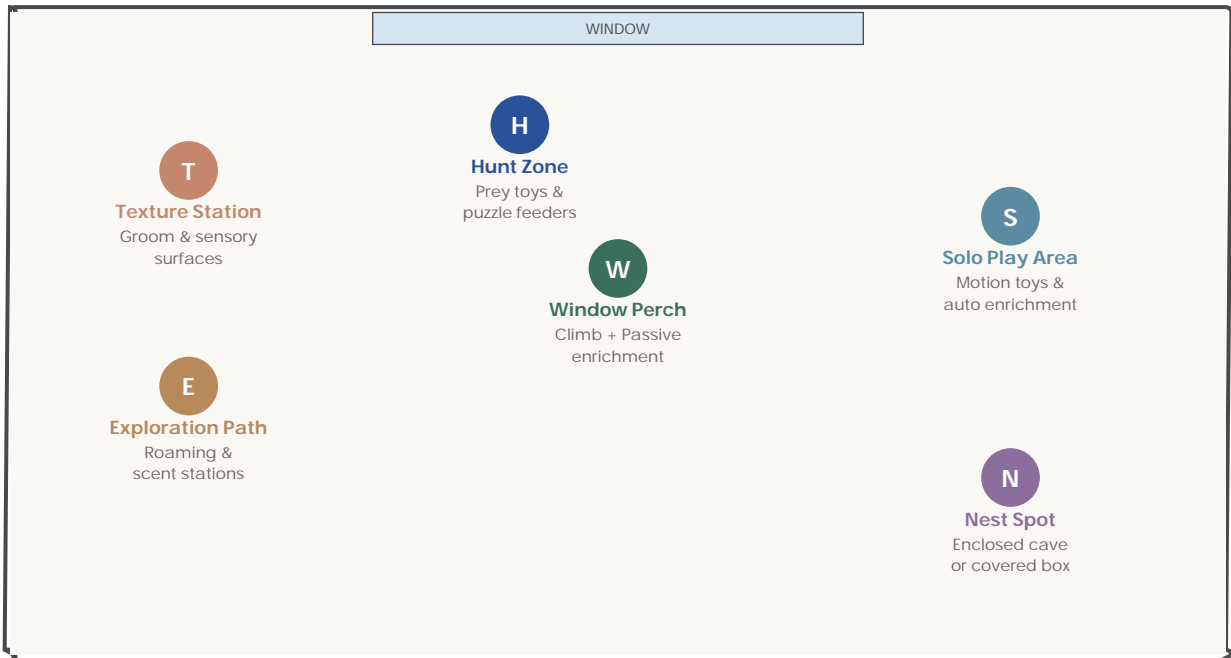 WINDOW
H
Hunt Zone
Prey toys &
puzzle feeders
T
Texture Station
Groom & sensory
surfaces
S
Solo Play Area
Motion toys &
auto enrichment
W
Window Perch
Climb + Passive
enrichment
E
Exploration Path
Roaming &
scent stations
N
Nest Spot
Enclosed cave
or covered box